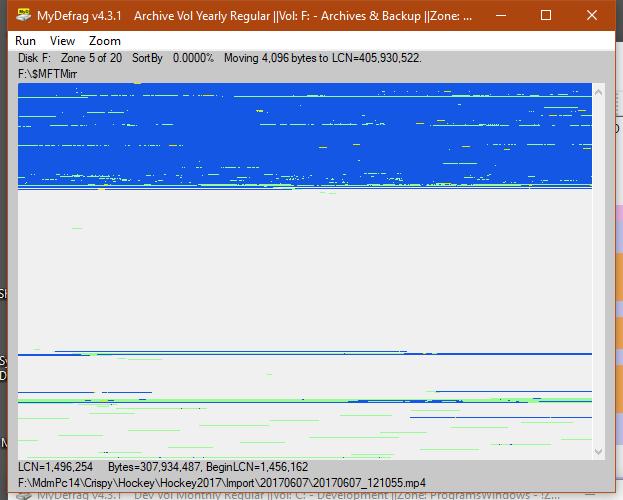 MyDefrag v4.3.1 Archive Vol Yearly Regular ||Vol: F: - Archives & Backup ||Zone: ...
Run View Zoom
Disk F: Zone 5 of 20 SortBy 0.0000% Moving 4,096 bytes to LCN=405,930,522.
F:\$MFTMirr
LCN=1,496,254 Bytes=307,934,487, BeginLCN=1,456,162
F:\MdmPc14\Crispy\Hockey\Hockey2017\Import\20170607\20170607_121055.mp4
MyDefrag v4.3.1 Dev Vol Monthly Regular ||Vol: C: - Development ||Zone: ProgramsWindows -